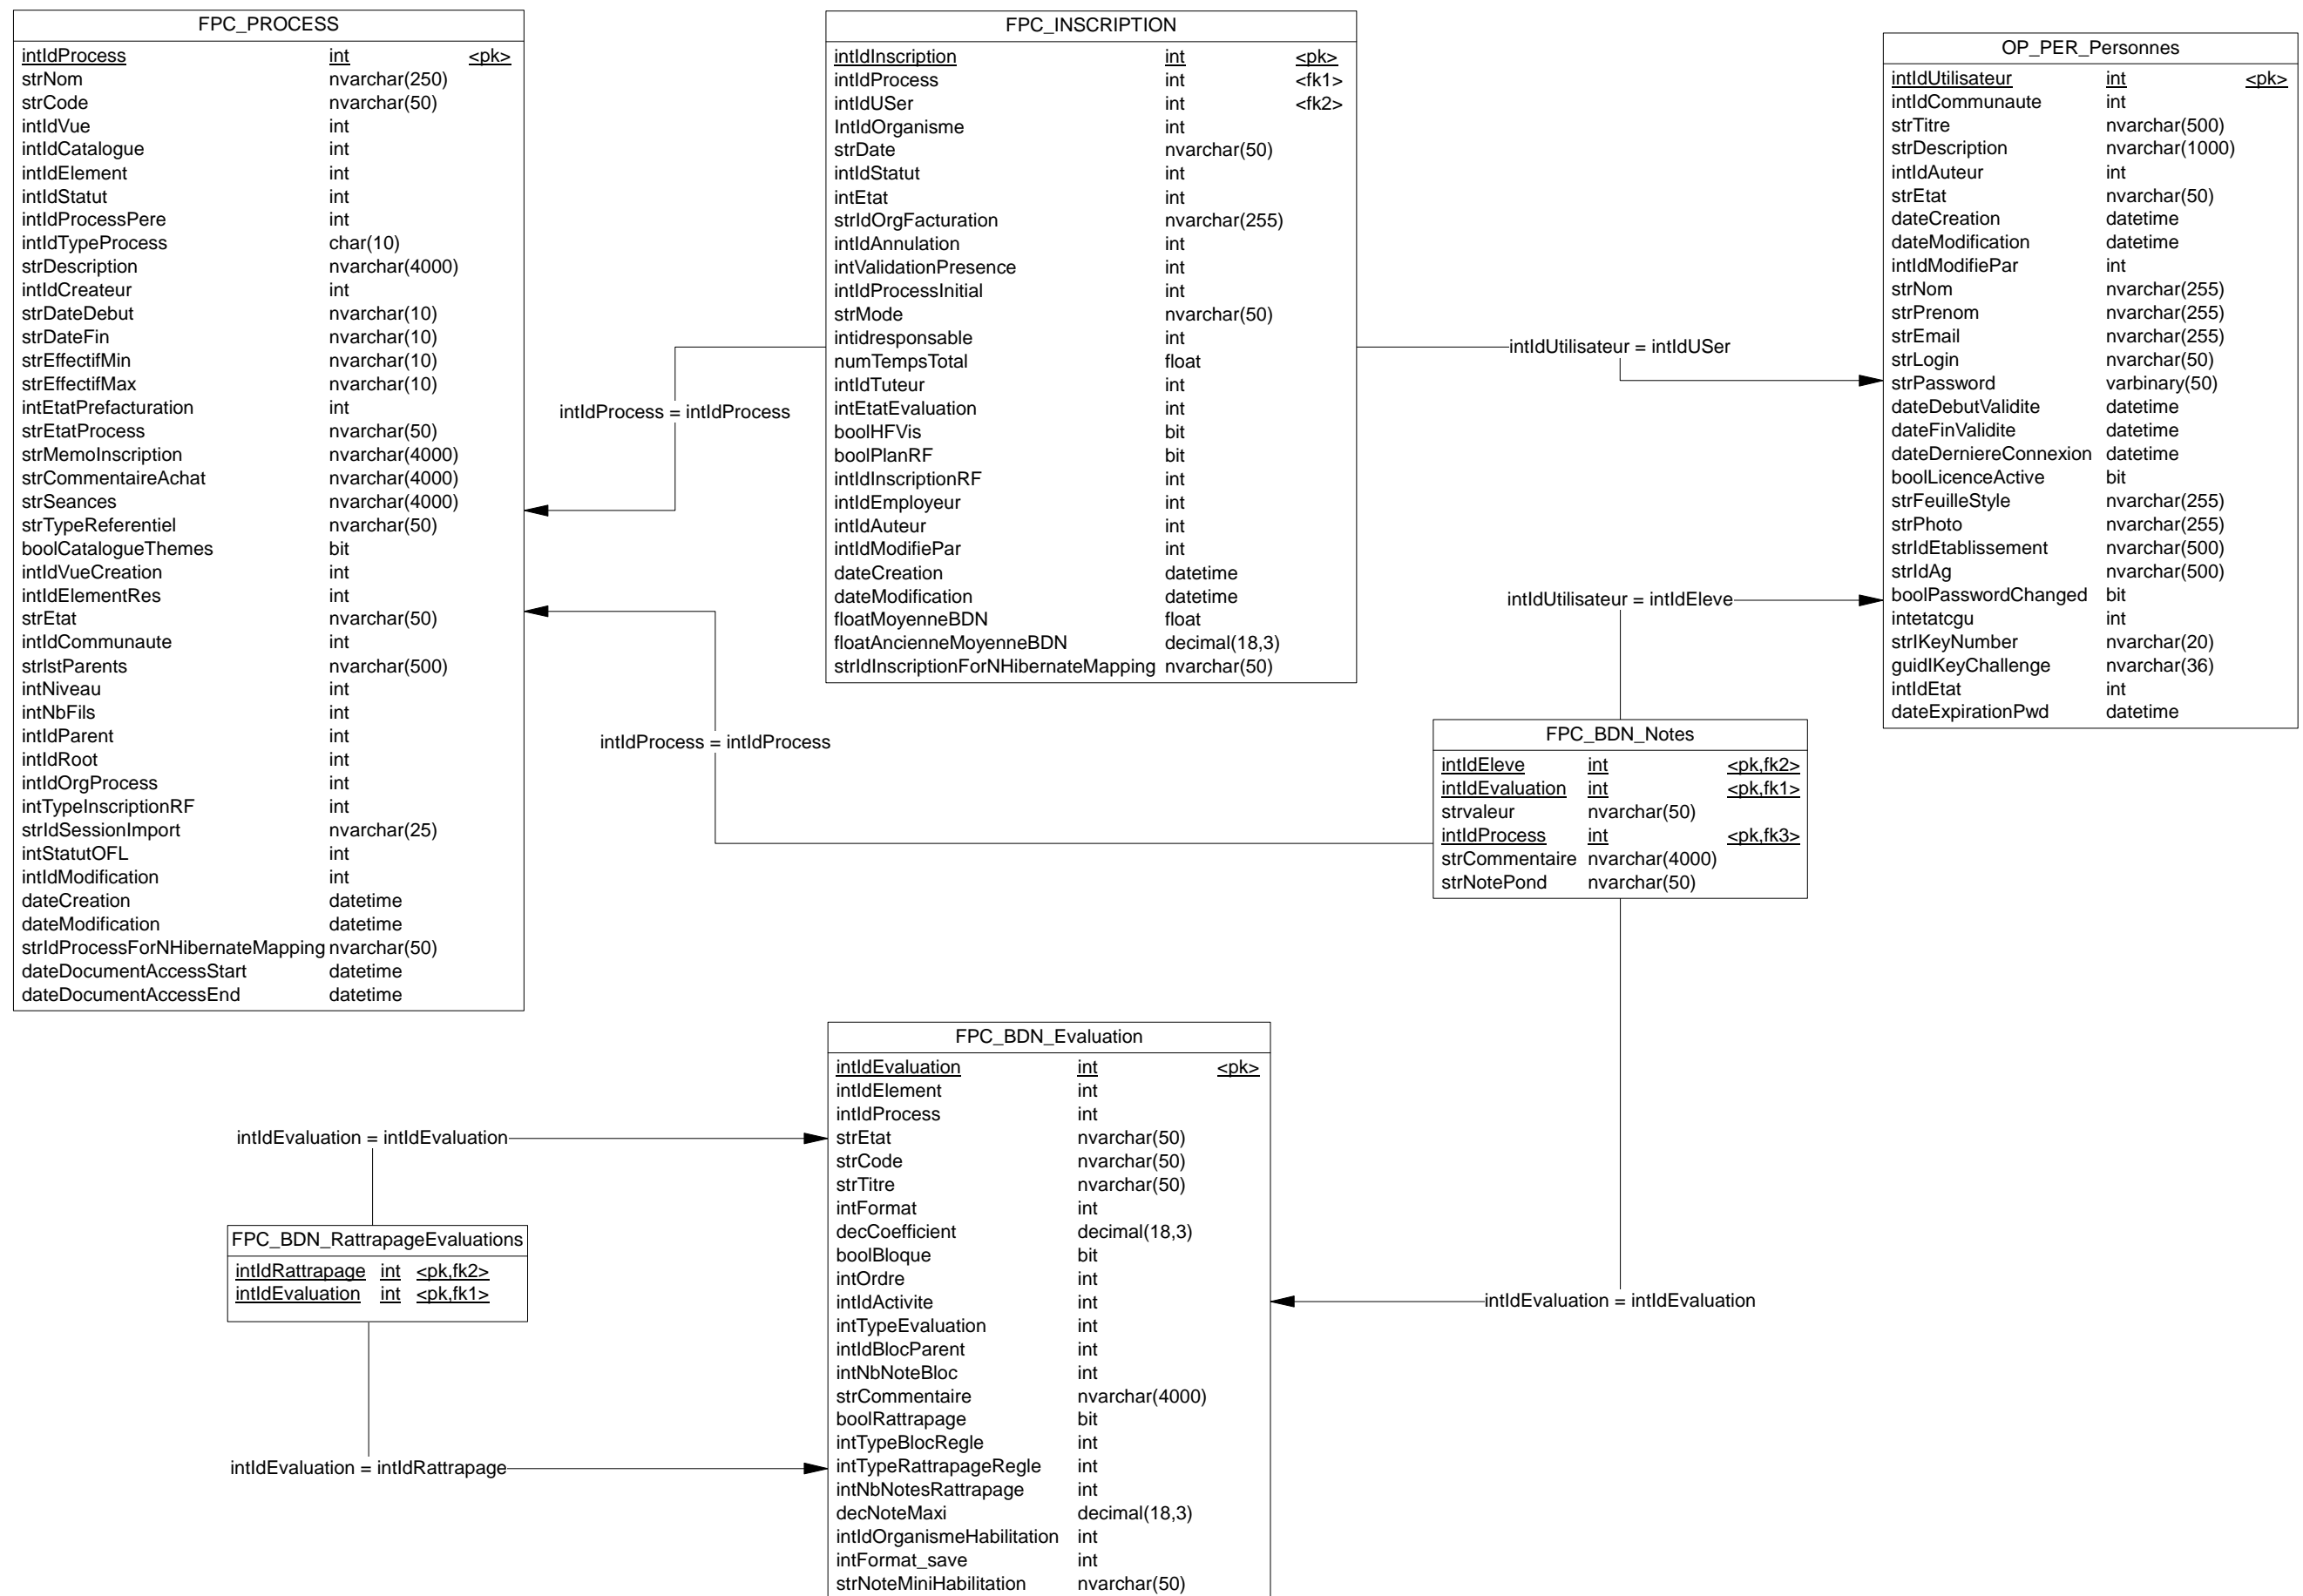 FPC_PROCESS
intIdProcess int <pk>
strNom nvarchar(250)
strCode nvarchar(50)
intIdVue int
intIdCatalogue int
intIdElement int
intIdStatut int
intIdProcessPere int
intIdTypeProcess char(10)
strDescription nvarchar(4000)
intIdCreateur int
strDateDebut nvarchar(10)
strDateFin nvarchar(10)
strEffectifMin nvarchar(10)
strEffectifMax nvarchar(10)
intEtatPrefacturation int
strEtatProcess nvarchar(50)
strMemoInscription nvarchar(4000)
strCommentaireAchat nvarchar(4000)
strSeances nvarchar(4000)
strTypeReferentiel nvarchar(50)
boolCatalogueThemes bit
intIdVueCreation int
intIdElementRes int
strEtat nvarchar(50)
intIdCommunaute int
strlstParents nvarchar(500)
intNiveau int
intNbFils int
intIdParent int
intIdRoot int
intIdOrgProcess int
intTypeInscriptionRF int
strIdSessionImport nvarchar(25)
intStatutOFL int
intIdModification int
dateCreation datetime
dateModification datetime
strIdProcessForNHibernateMapping nvarchar(50)
dateDocumentAccessStart datetime
dateDocumentAccessEnd datetime
intIdProcess = intIdProcess
intIdProcess = intIdProcess
FPC_INSCRIPTION
intIdInscription int <pk>
intIdProcess int <fk1>
intIdUSer int <fk2>
IntIdOrganisme int
strDate nvarchar(50)
intIdStatut int
intEtat int
strIdOrgFacturation nvarchar(255)
intIdAnnulation int
intValidationPresence int
intIdProcessInitial int
strMode nvarchar(50)
intidresponsable int
numTempsTotal float
intIdTuteur int
intEtatEvaluation int
boolHFVis bit
boolPlanRF bit
intIdInscriptionRF int
intIdEmployeur int
intIdAuteur int
intIdModifiePar int
dateCreation datetime
dateModification datetime
floatMoyenneBDN float
floatAncienneMoyenneBDN decimal(18,3)
strIdInscriptionForNHibernateMapping nvarchar(50)
intIdUtilisateur = intIdUSer
intIdUtilisateur = intIdEleve
OP_PER_Personnes
intIdUtilisateur int <pk>
intIdCommunaute int
strTitre nvarchar(500)
strDescription nvarchar(1000)
intIdAuteur int
strEtat nvarchar(50)
dateCreation datetime
dateModification datetime
intIdModifiePar int
strNom nvarchar(255)
strPrenom nvarchar(255)
strEmail nvarchar(255)
strLogin nvarchar(50)
strPassword varbinary(50)
dateDebutValidite datetime
dateFinValidite datetime
dateDerniereConnexion datetime
boolLicenceActive bit
strFeuilleStyle nvarchar(255)
strPhoto nvarchar(255)
strIdEtablissement nvarchar(500)
strIdAg nvarchar(500)
boolPasswordChanged bit
intetatcgu int
strIKeyNumber nvarchar(20)
guidIKeyChallenge nvarchar(36)
intIdEtat int
dateExpirationPwd datetime
FPC_BDN_Notes
intIdEleve int <pk,fk2>
intIdEvaluation int <pk,fk1>
strvaleur nvarchar(50)
intIdProcess int <pk,fk3>
strCommentaire nvarchar(4000)
strNotePond nvarchar(50)
intIdEvaluation = intIdEvaluation
FPC_BDN_RattrapageEvaluations
intIdRattrapage int <pk,fk2>
intIdEvaluation int <pk,fk1>
intIdEvaluation = intIdRattrapage
FPC_BDN_Evaluation
intIdEvaluation int <pk>
intIdElement int
intIdProcess int
strEtat nvarchar(50)
strCode nvarchar(50)
strTitre nvarchar(50)
intFormat int
decCoefficient decimal(18,3)
boolBloque bit
intOrdre int
intIdActivite int
intTypeEvaluation int
intIdBlocParent int
intNbNoteBloc int
strCommentaire nvarchar(4000)
boolRattrapage bit
intTypeBlocRegle int
intTypeRattrapageRegle int
intNbNotesRattrapage int
decNoteMaxi decimal(18,3)
intIdOrganismeHabilitation int
intFormat_save int
strNoteMiniHabilitation nvarchar(50)
intIdEvaluation = intIdEvaluation